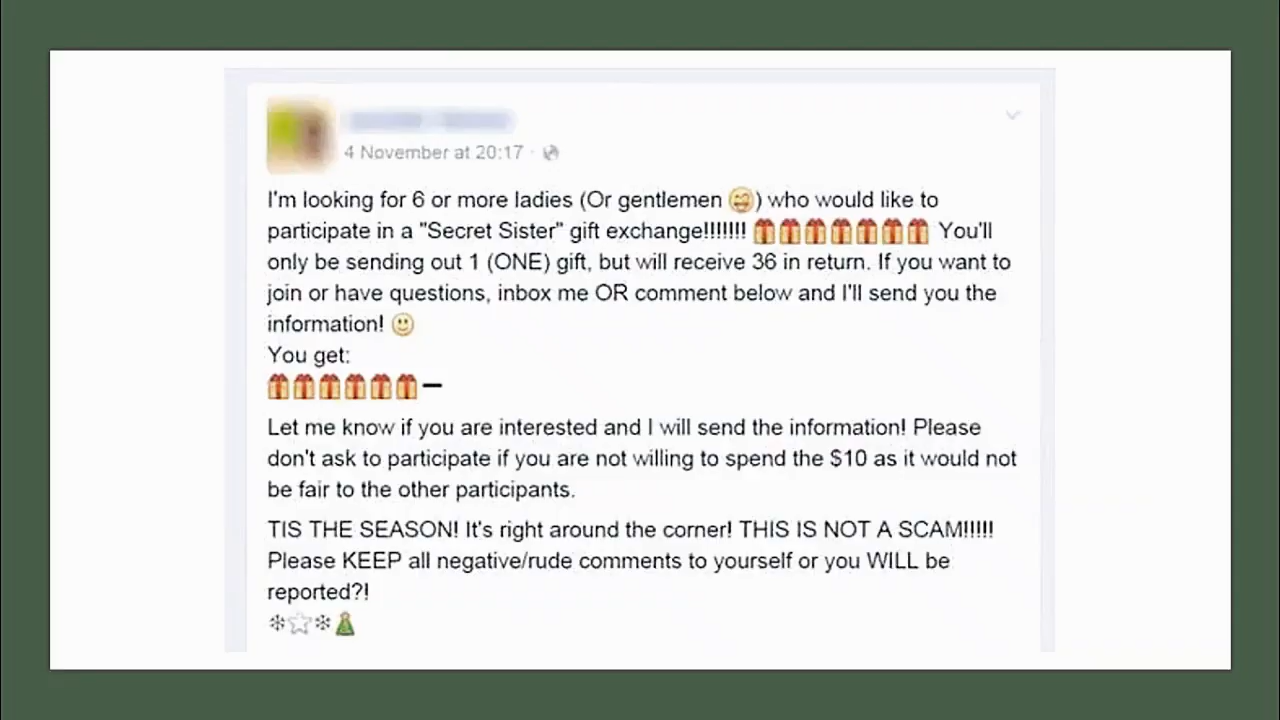 4 November at 20:17 ·
I'm looking for 6 or more ladies (Or gentlemen 😄) who would like to
participate in a "Secret Sister" gift exchange!!!!!!! 🎁🎁🎁🎁🎁🎁🎁 You'll
only be sending out 1 (ONE) gift, but will receive 36 in return. If you want to
join or have questions, inbox me OR comment below and I'll send you the
information! 🙂
You get:
🎁🎁🎁🎁🎁🎁➖
Let me know if you are interested and I will send the information! Please
don't ask to participate if you are not willing to spend the $10 as it would not
be fair to the other participants.
TIS THE SEASON! It's right around the corner! THIS IS NOT A SCAM!!!!!
Please KEEP all negative/rude comments to yourself or you WILL be
reported?!
❄⭐❄🎄